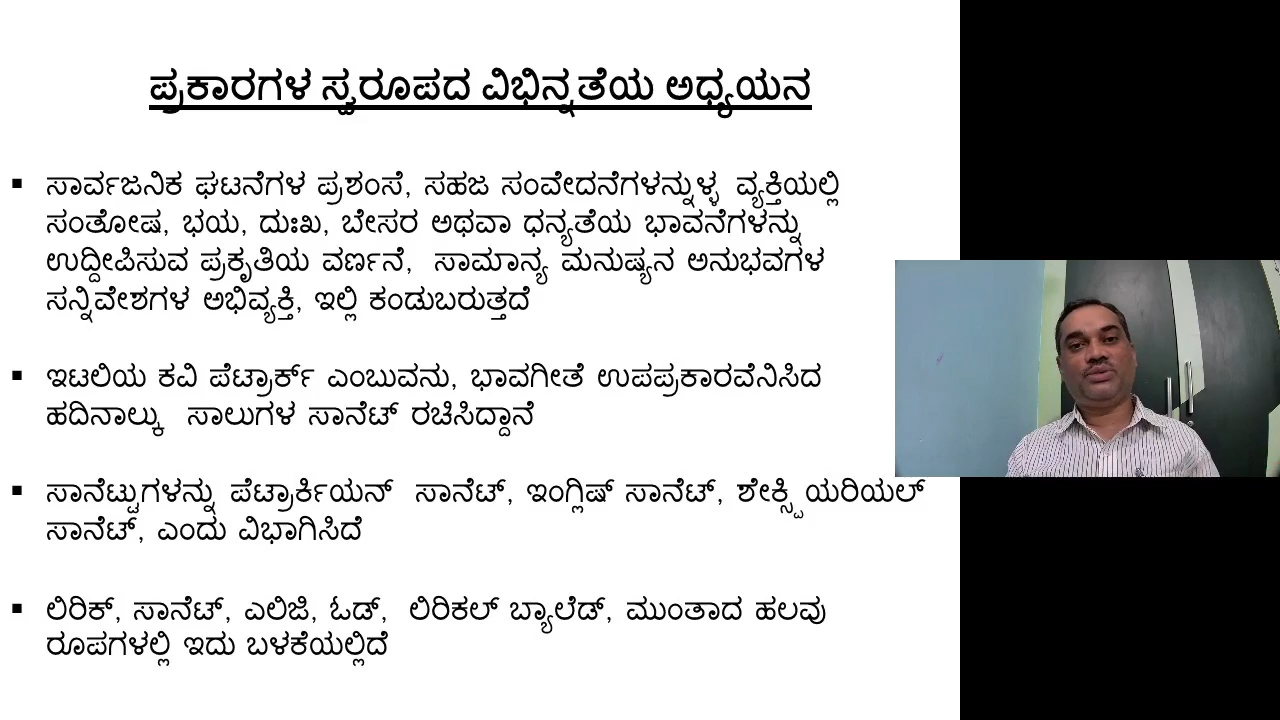 ಪ್ರಕಾರಗಳ ಸ್ವರೂಪದ ವಿಭಿನ್ನತೆಯ ಅಧ್ಯಯನ
▪ ಸಾರ್ವಜನಿಕ ಘಟನೆಗಳ ಪ್ರಶಂಸೆ, ಸಹಜ ಸಂವೇದನೆಗಳನ್ನುಳ್ಳ ವ್ಯಕ್ತಿಯಲ್ಲಿ
ಸಂತೋಷ, ಭಯ, ದುಃಖ, ಬೇಸರ ಅಥವಾ ಧನ್ಯತೆಯ ಭಾವನೆಗಳನ್ನು
ಉದ್ದೀಪಿಸುವ ಪ್ರಕೃತಿಯ ವರ್ಣನೆ, ಸಾಮಾನ್ಯ ಮನುಷ್ಯನ ಅನುಭವಗಳ
ಸನ್ನಿವೇಶಗಳ ಅಭಿವ್ಯಕ್ತಿ, ಇಲ್ಲಿ ಕಂಡುಬರುತ್ತದೆ
▪ ಇಟಲಿಯ ಕವಿ ಪೆಟ್ರಾರ್ಕ್ ಎಂಬುವನು, ಭಾವಗೀತೆ ಉಪಪ್ರಕಾರವೆನಿಸಿದ
ಹದಿನಾಲ್ಕು ಸಾಲುಗಳ ಸಾನೆಟ್ ರಚಿಸಿದ್ದಾನೆ
▪ ಸಾನೆಟ್ಟುಗಳನ್ನು ಪೆಟ್ರಾರ್ಕಿಯನ್ ಸಾನೆಟ್, ಇಂಗ್ಲಿಷ್ ಸಾನೆಟ್, ಶೇಕ್ಸ್ಪಿಯರಿಯಲ್
ಸಾನೆಟ್, ಎಂದು ವಿಭಾಗಿಸಿದೆ
▪ ಲಿರಿಕ್, ಸಾನೆಟ್, ಎಲಿಜಿ, ಓಡ್, ಲಿರಿಕಲ್ ಬ್ಯಾಲೆಡ್, ಮುಂತಾದ ಹಲವು
ರೂಪಗಳಲ್ಲಿ ಇದು ಬಳಕೆಯಲ್ಲಿದೆ